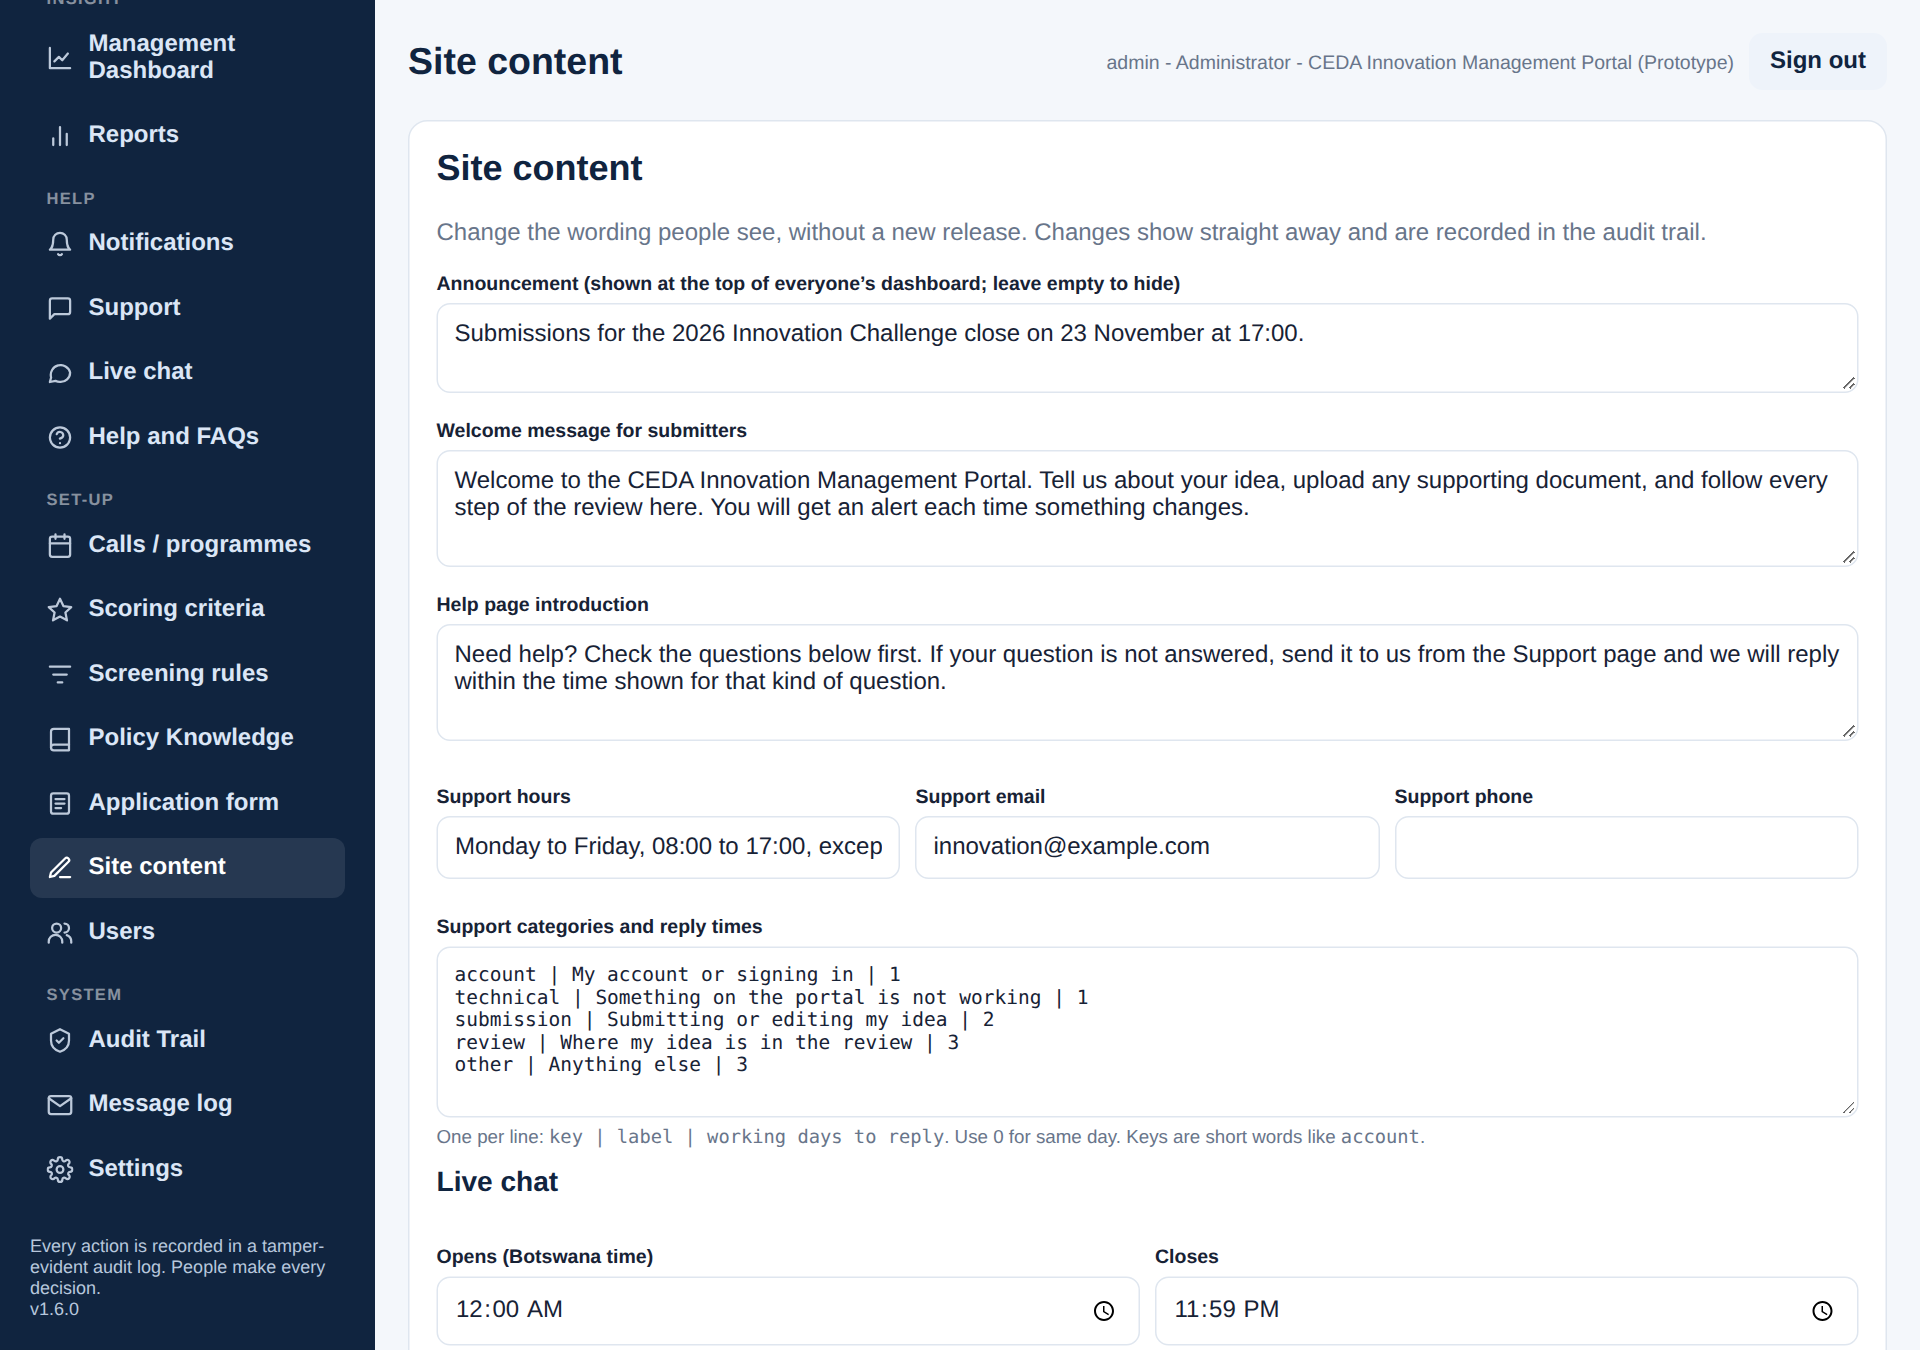 Management
Dashboard
Reports
HELP
Notifications
Support
Live chat
Help and FAQs
SET-UP
Calls / programmes
Scoring criteria
Screening rules
Policy Knowledge
Application form
Site content
Users
SYSTEM
Audit Trail
Message log
Settings
Every action is recorded in a tamper-
evident audit log. People make every
decision.
v1.6.0
Site content
admin - Administrator - CEDA Innovation Management Portal (Prototype)
Sign out
Site content
Change the wording people see, without a new release. Changes show straight away and are recorded in the audit trail.
Announcement (shown at the top of everyone’s dashboard; leave empty to hide)
Submissions for the 2026 Innovation Challenge close on 23 November at 17:00.
Welcome message for submitters
Welcome to the CEDA Innovation Management Portal. Tell us about your idea, upload any supporting document, and follow every
step of the review here. You will get an alert each time something changes.
Help page introduction
Need help? Check the questions below first. If your question is not answered, send it to us from the Support page and we will reply
within the time shown for that kind of question.
Support hours
Support email
Support phone
Monday to Friday, 08:00 to 17:00, excep
innovation@example.com
Support categories and reply times
account | My account or signing in | 1
technical | Something on the portal is not working | 1
submission | Submitting or editing my idea | 2
review | Where my idea is in the review | 3
other | Anything else | 3
One per line: key | label | working days to reply. Use 0 for same day. Keys are short words like account.
Live chat
Opens (Botswana time)
Closes
12:00 AM
11:59 PM